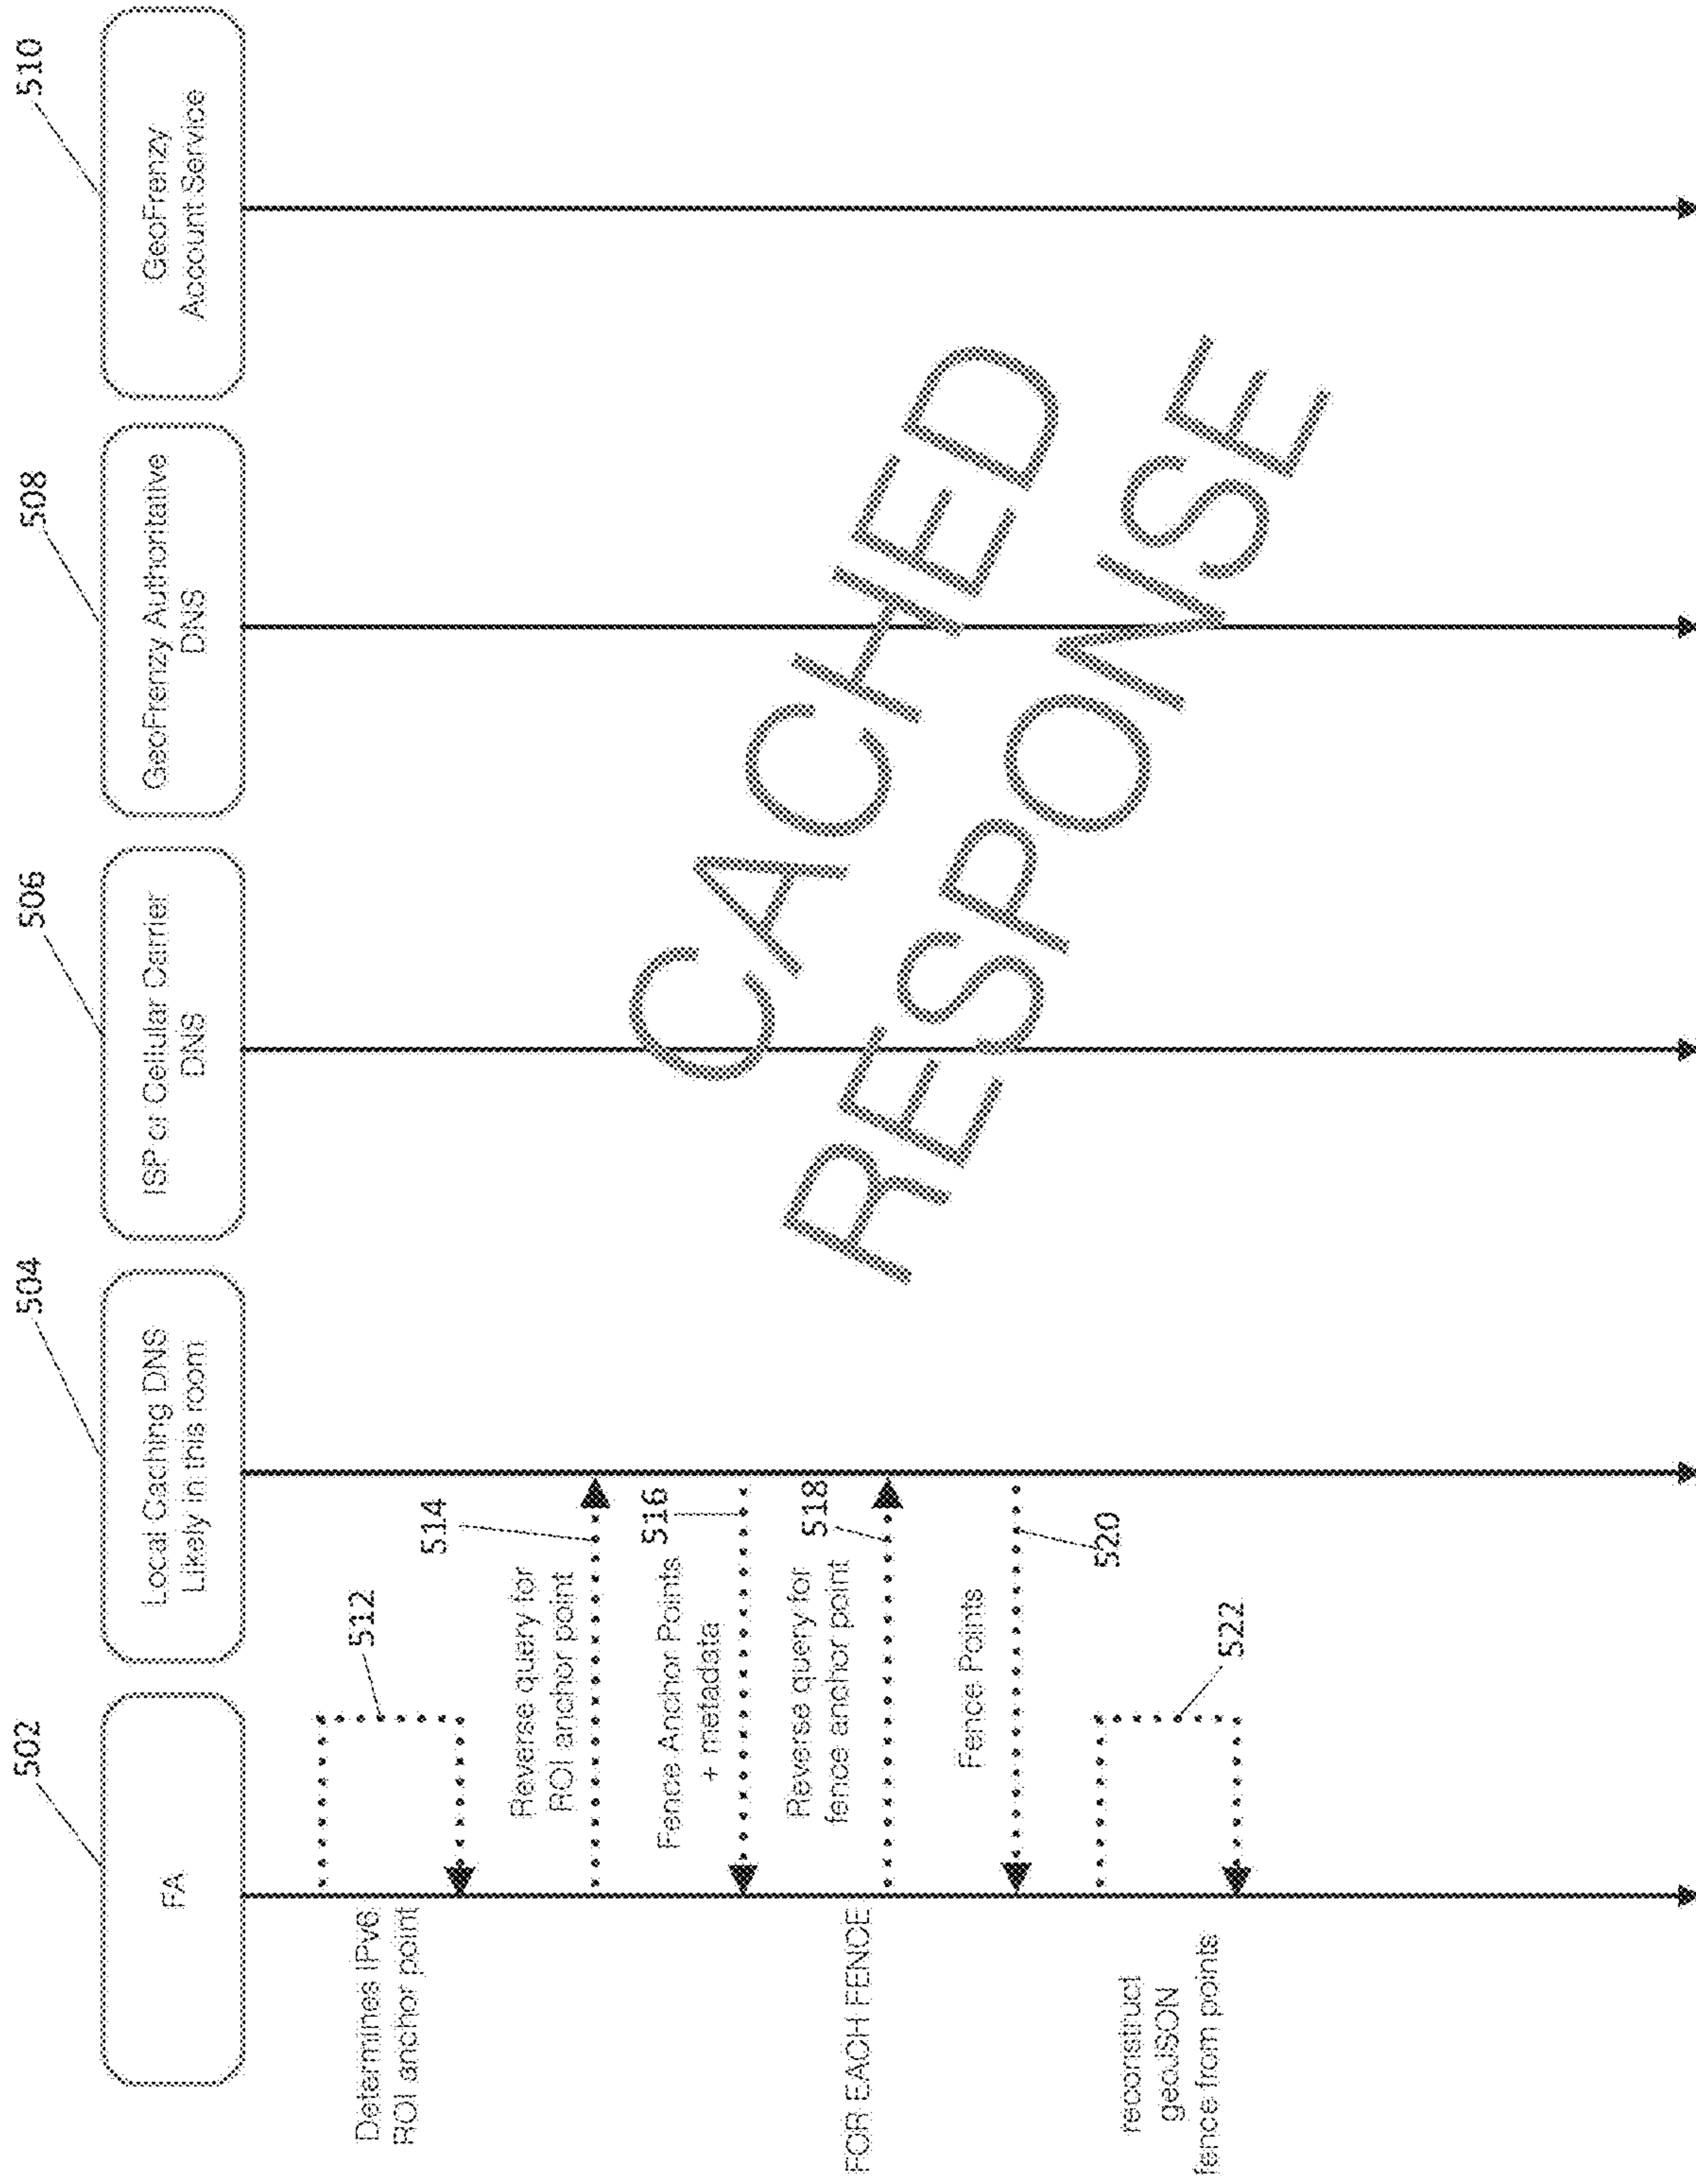 502
504
506
508
510
FA
Local Caching DNS
Likely in this room
ISP or Cellular Carrier
DNS
GeoFrenzy Authoritative
DNS
GeoFrenzy
Account Service
Determines IPv6
ROI anchor point
512
Reverse query for
ROI anchor point
514
Fence Anchor Points
+ metadata
516
FOR EACH FENCE
Reverse query for
fence anchor point
518
Fence Points
520
reconstruct
geoJSON
fence from points
522
CACHED
RESPONSE